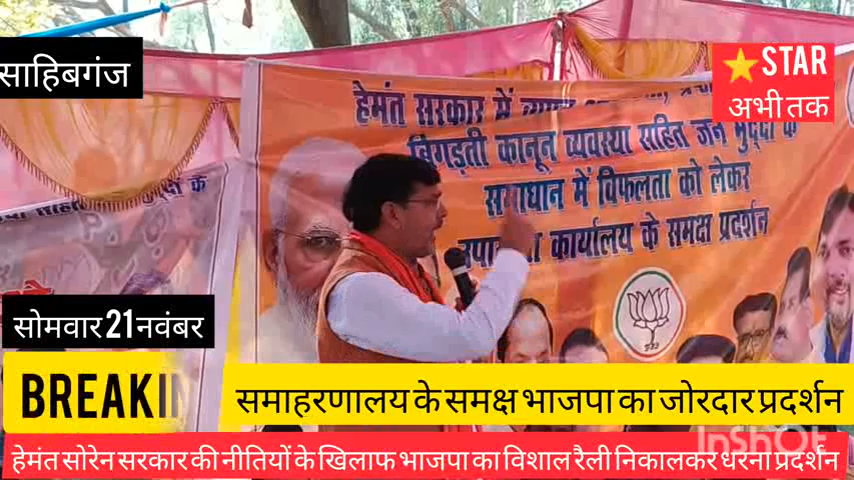 साहिबगंज
STAR
अभी तक
हेमंत सरकार में
बिगड़ती कानून व्यवस्था सहित जन मुद्दों के
समाधान में विफलता को लेकर
कार्यालय के समक्ष प्रदर्शन
सोमवार 21 नवंबर
BREAKIN
समाहरणालय के समक्ष भाजपा का जोरदार प्रदर्शन
InShOt
हेमंत सोरेन सरकार की नीतियों के खिलाफ भाजपा का विशाल रैली निकालकर धरना प्रदर्शन